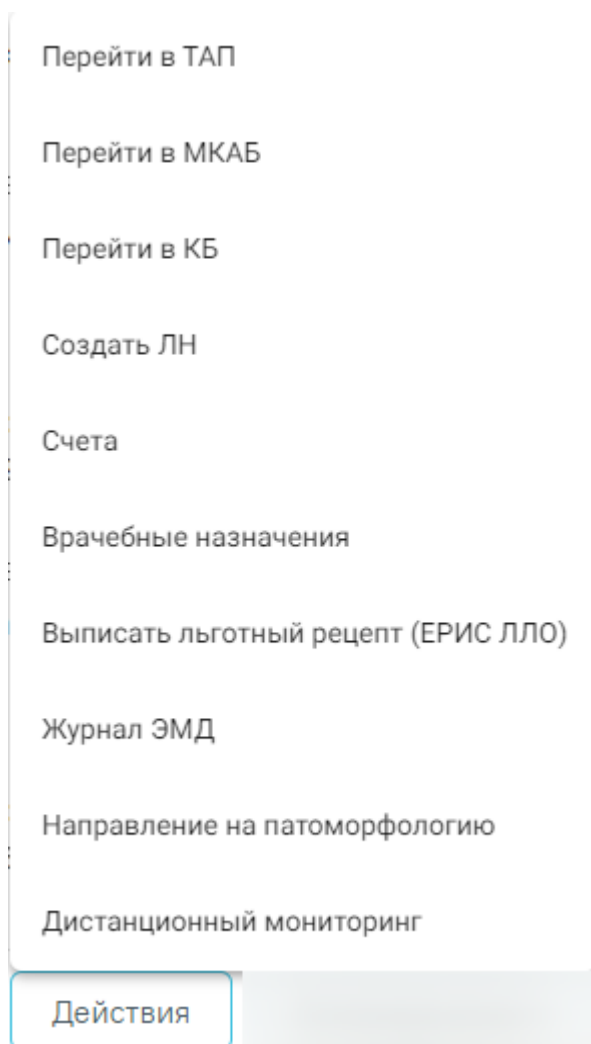 Перейти в ТАП
Перейти в МКАБ
Перейти в КБ
Создать ЛН
Счета
Врачебные назначения
Выписать льготный рецепт (ЕРИС ЛЛО)
Журнал ЭМД
Направление на патоморфологию
Дистанционный мониторинг
Действия